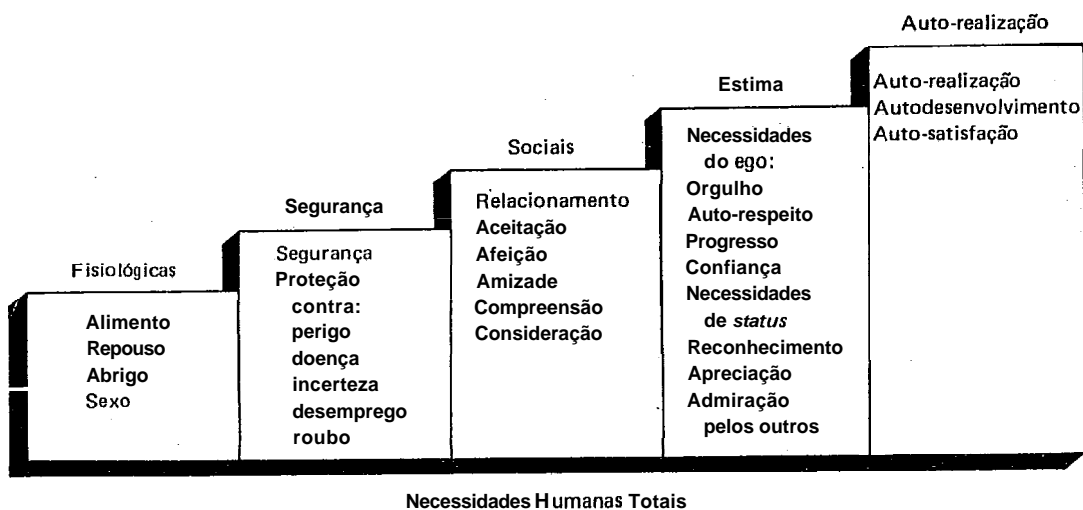 Fisiológicas
Alimento
Repouso
Abrigo
Sexo
Segurança
Segurança
Proteção
contra:
perigo
doença
incerteza
desemprego
roubo
Sociais
Relacionamento
Aceitação
Afeição
Amizade
Compreensão
Consideração
Estima
Necessidades
do ego:
Orgulho
Auto-respeito
Progresso
Confiança
Necessidades
de status
Reconhecimento
Apreciação
Admiração
pelos outros
Auto-realização
Auto-realização
Autodesenvolvimento
Auto-satisfação
Necessidades Humanas Totais